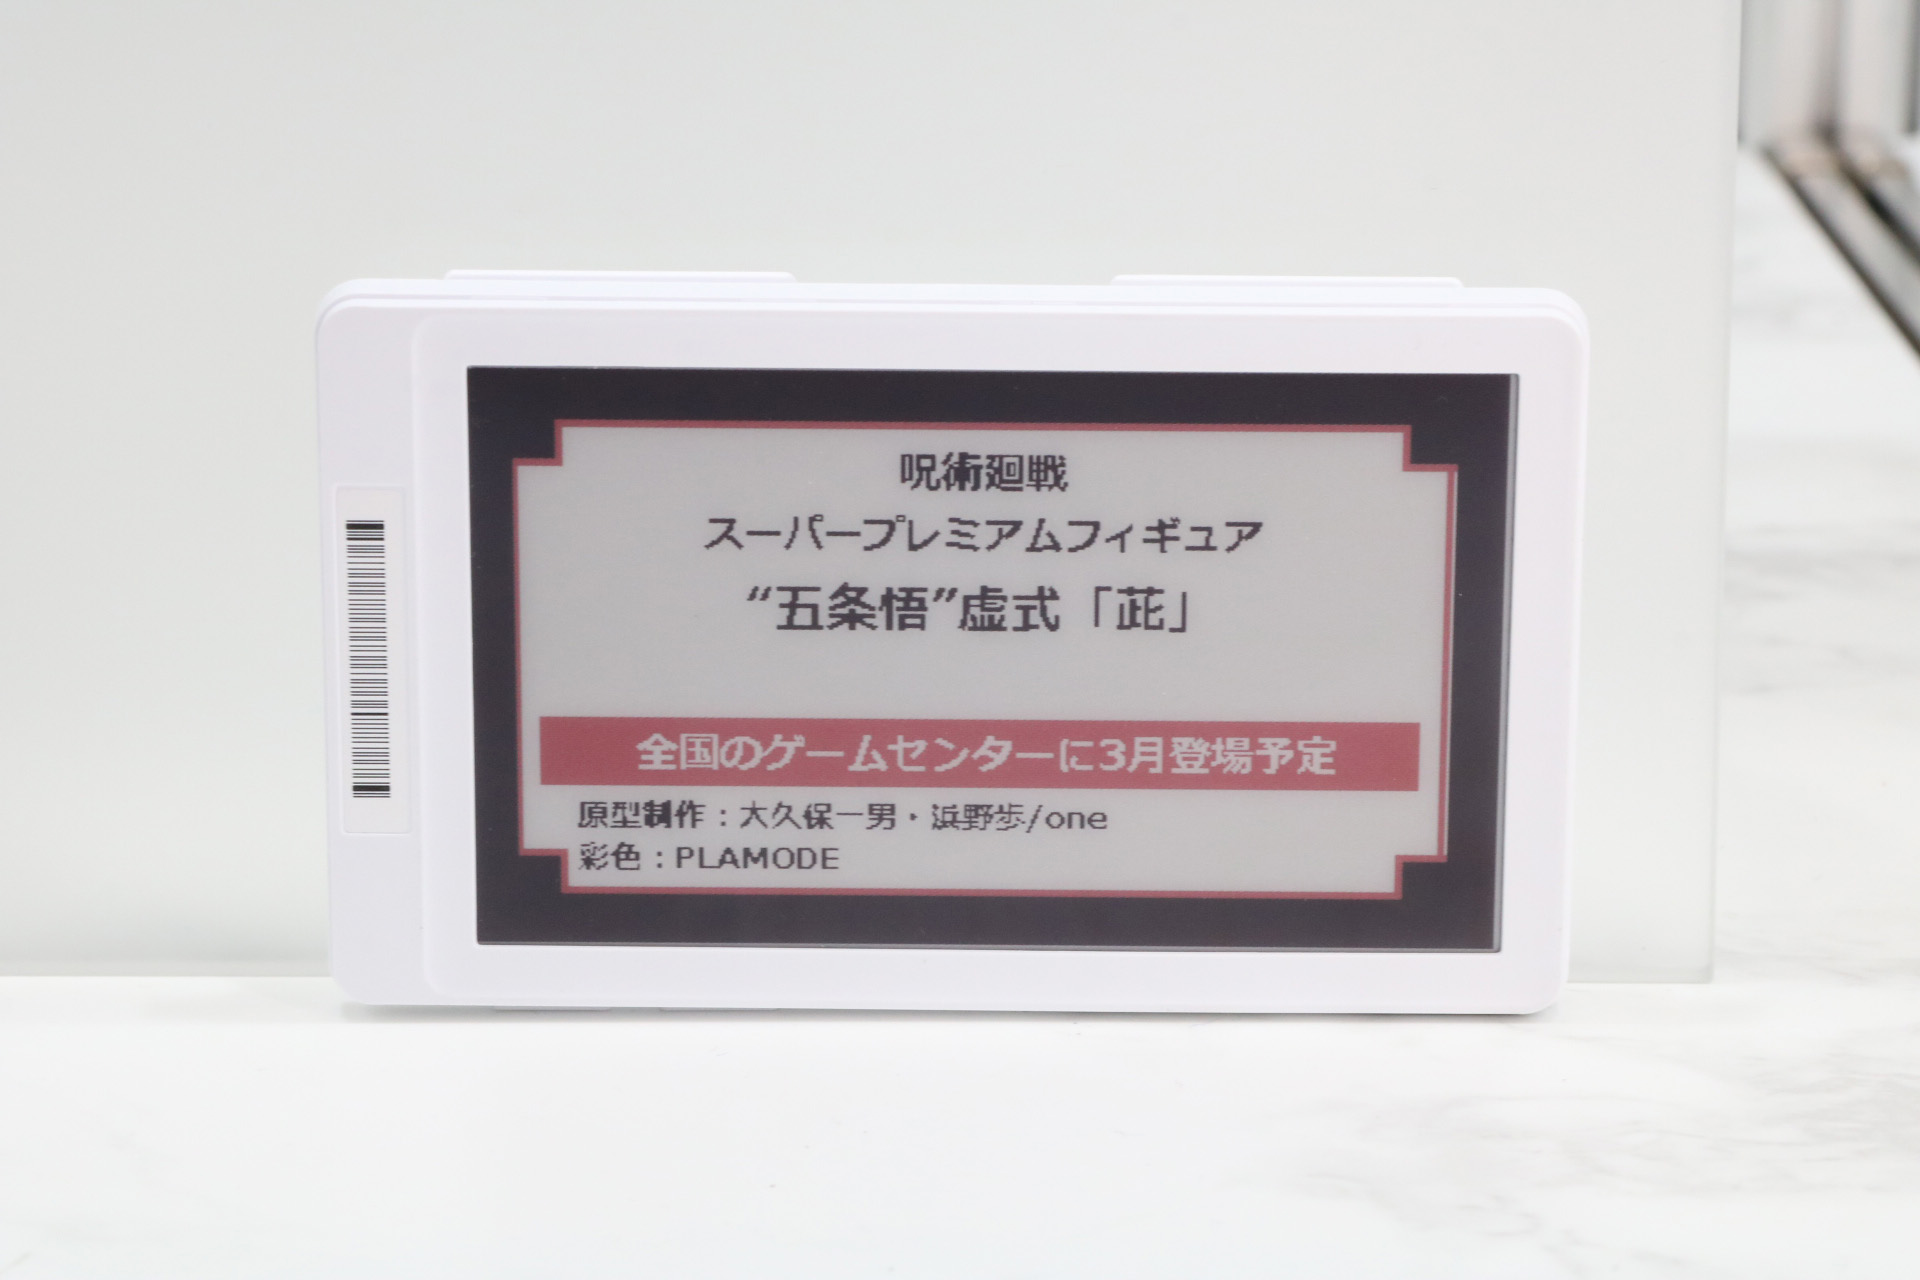 呪術廻戦
スーパープレミアムフィギュア
“五条悟”虚式「茈」
全国のゲームセンターに3月登場予定
原型制作：大久保一男・浜野歩/one
彩色：PLAMODE